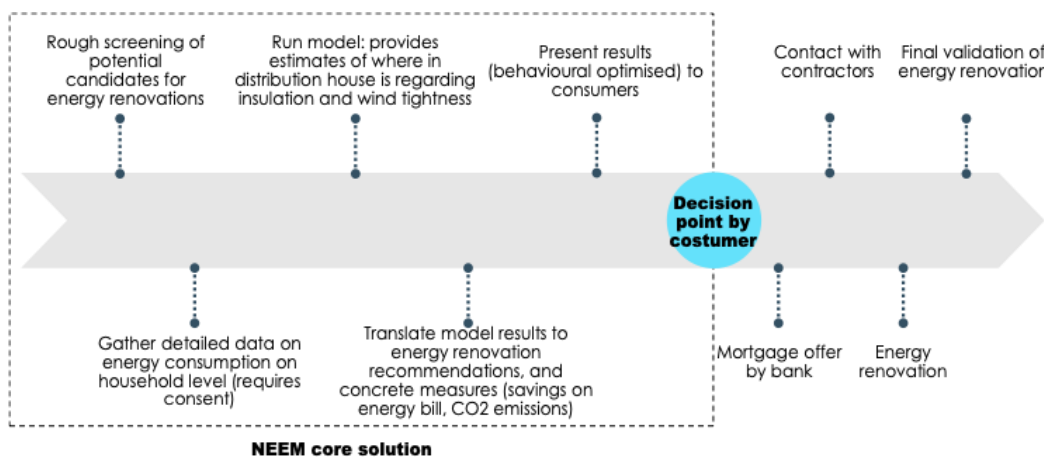 Rough screening of
potential
candidates for
energy renovations
Run model: provides
estimates of where in
distribution house is regarding
insulation and wind tightness
Present results
(behavioural optimised) to
consumers
Contact with
contractors
Final validation of
energy renovation
Decision
point by
costumer
Gather detailed data on
energy consumption on
household level (requires
consent)
Translate model results to
energy renovation
recommendations, and
concrete measures (savings on
energy bill, CO2 emissions)
Mortgage offer
by bank
Energy
renovation
NEEM core solution